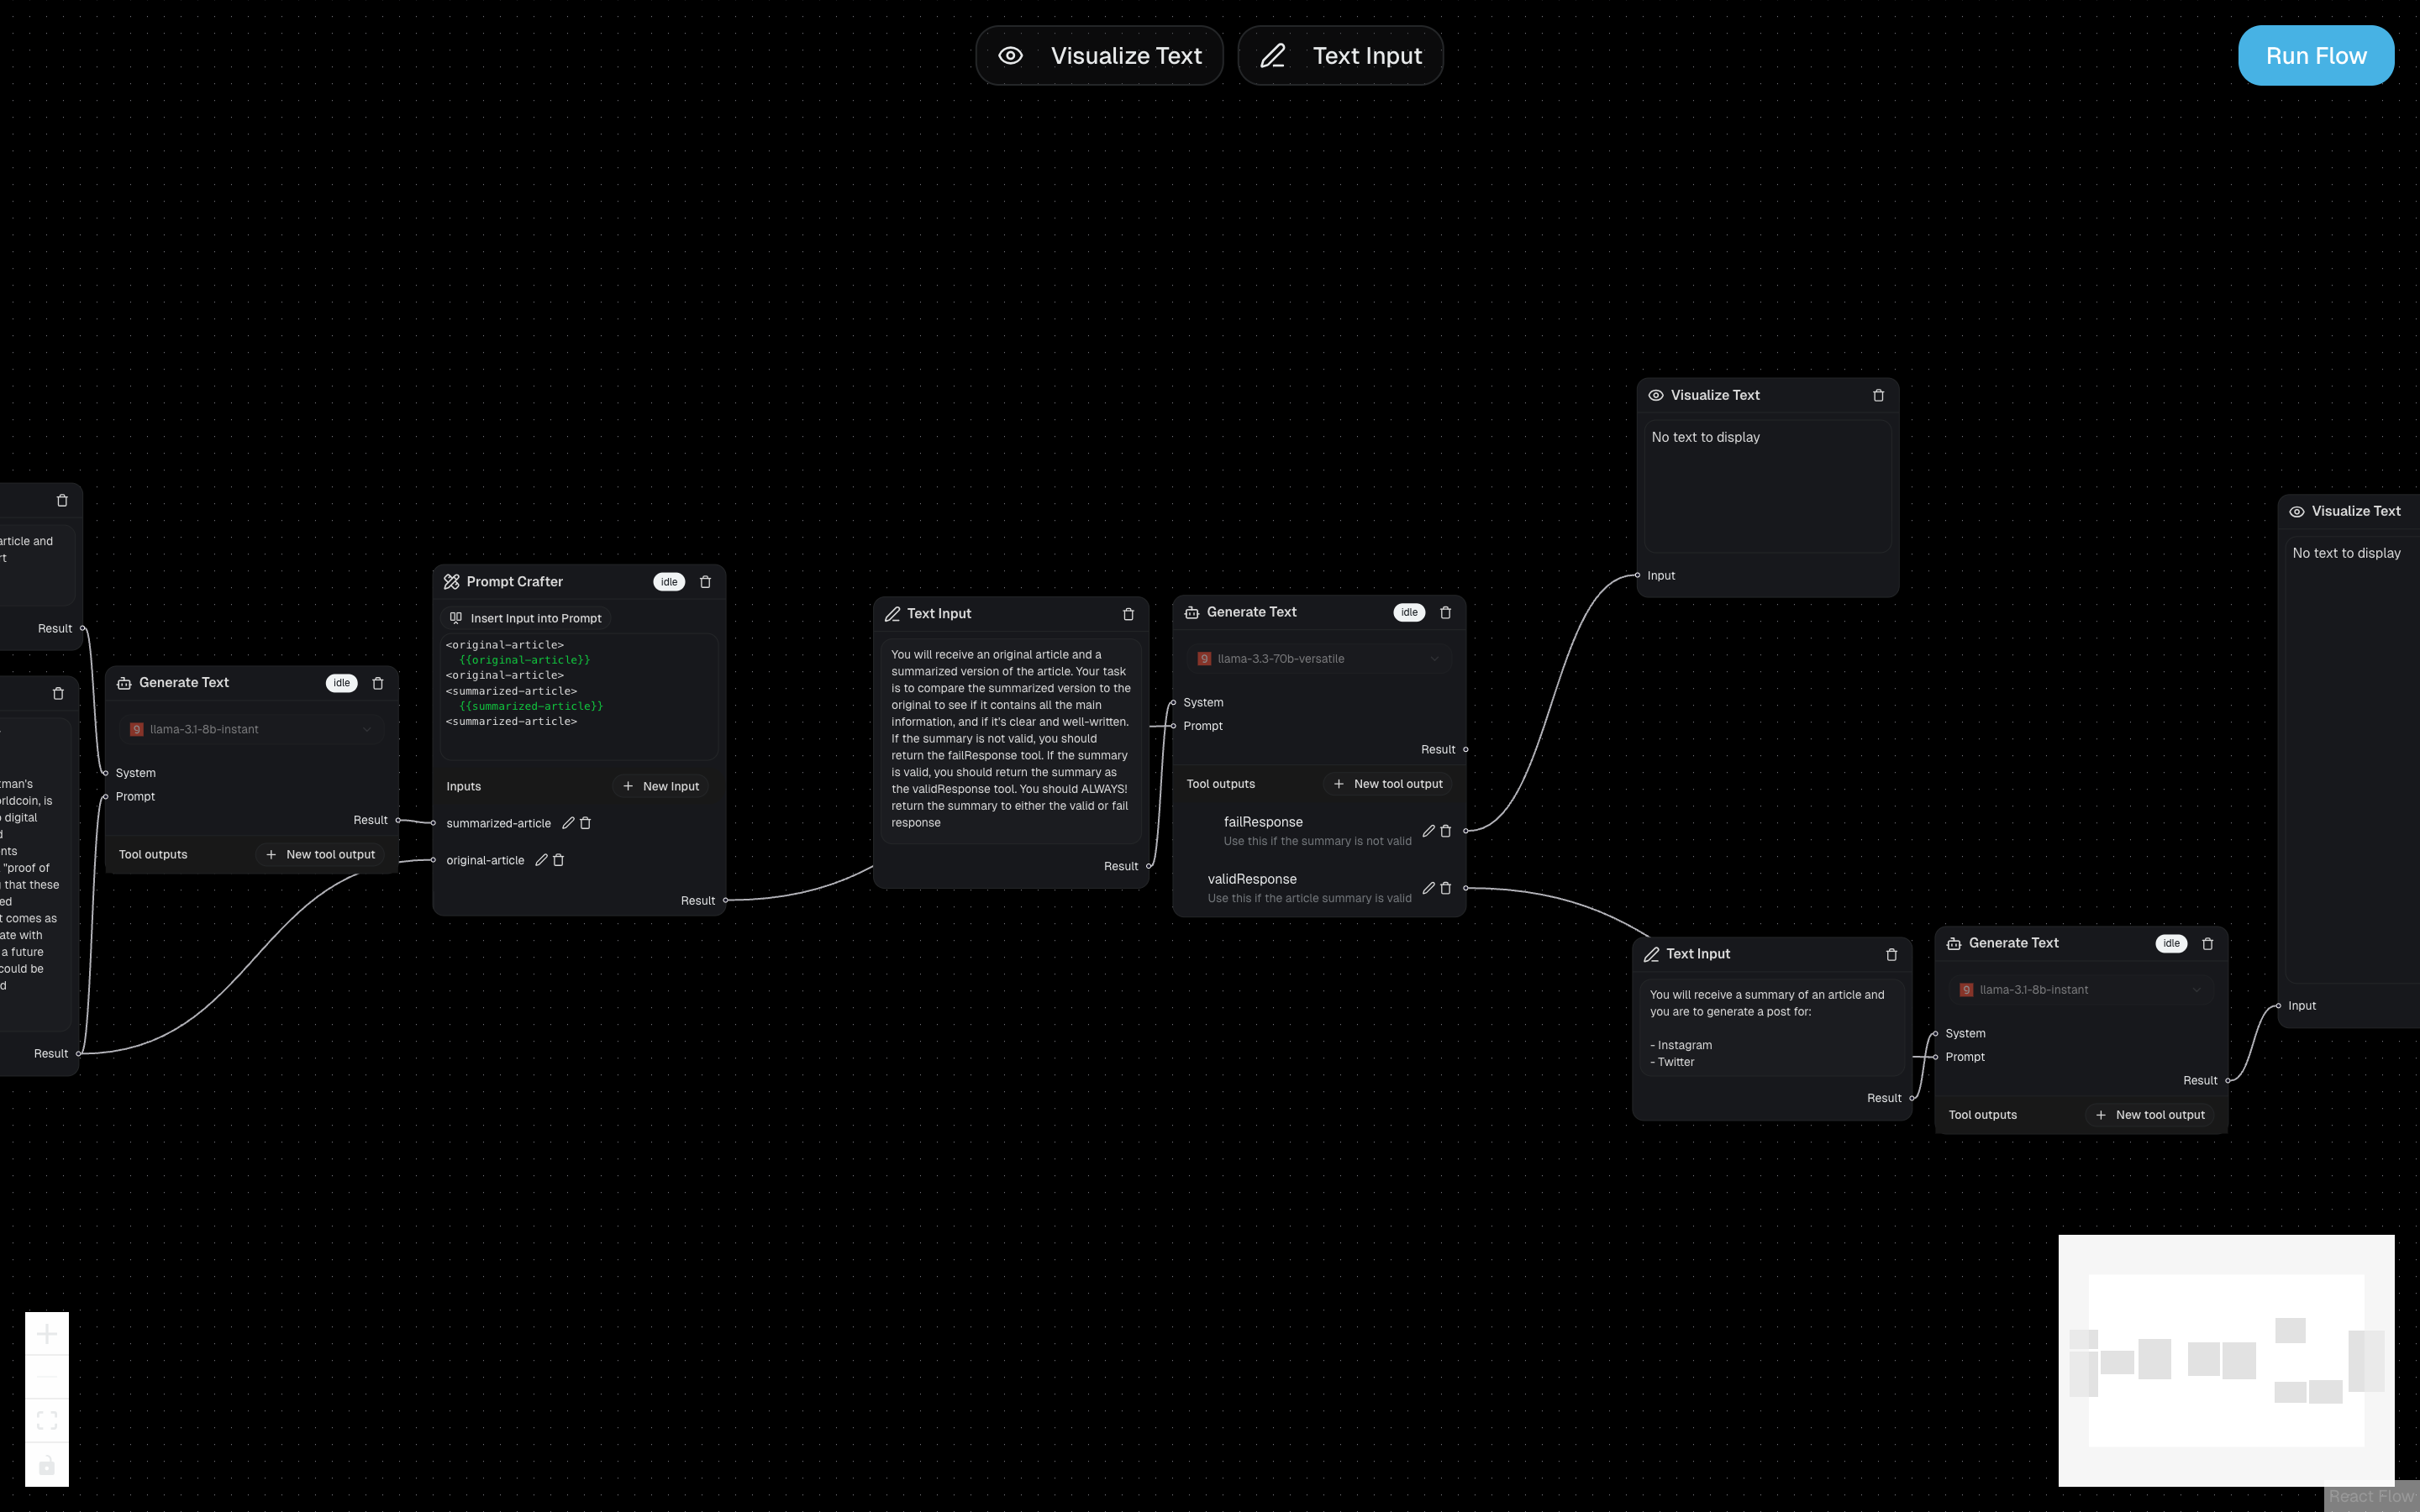 Visualize Text
Text Input
Run Flow
article and
rt
Result
tman's
orldcoin, is
digital
d
ents
"proof of
that these
ed
t comes as
ate with
a future
could be
d
Result
Generate Text
idle
llama-3.1-8b-instant
System
Prompt
Result
Tool outputs
New tool output
Prompt Crafter
idle
Insert Input into Prompt
<original-article>
{{original-article}}
<original-article>
<summarized-article>
{{summarized-article}}
<summarized-article>
Inputs
New Input
summarized-article
original-article
Result
Text Input
You will receive an original article and a
summarized version of the article. Your task
is to compare the summarized version to the
original to see if it contains all the main
information, and if it's clear and well-written.
If the summary is not valid, you should
return the failResponse tool. If the summary
is valid, you should return the summary as
the validResponse tool. You should ALWAYS!
return the summary to either the valid or fail
response
Result
Generate Text
idle
llama-3.3-70b-versatile
System
Prompt
Result
Tool outputs
New tool output
failResponse
Use this if the summary is not valid
validResponse
Use this if the article summary is valid
Visualize Text
No text to display
Input
Text Input
You will receive a summary of an article and
you are to generate a post for:
- Instagram
- Twitter
Result
Generate Text
idle
llama-3.1-8b-instant
System
Prompt
Result
Tool outputs
New tool output
Visualize Text
No text to display
Input
React Flow